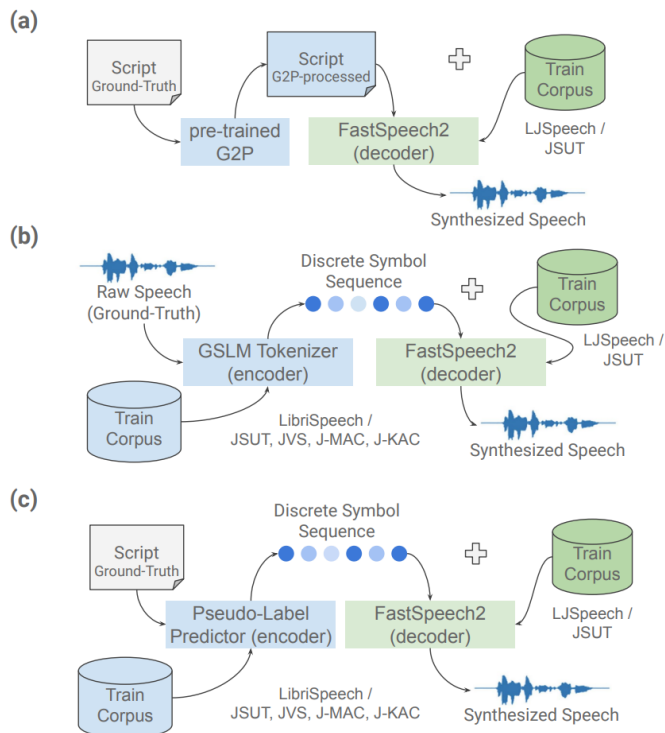 (a)
Script
Ground-Truth
Script
G2P-processed
Train
Corpus
pre-trained
G2P
FastSpeech2
(decoder)
LJSpeech /
JSUT
Synthesized Speech
(b)
Raw Speech
(Ground-Truth)
Discrete Symbol
Sequence
Train
Corpus
GSLM Tokenizer
(encoder)
FastSpeech2
(decoder)
LJSpeech /
JSUT
Train
Corpus
LibriSpeech /
JSUT, JVS, J-MAC, J-KAC
Synthesized Speech
(c)
Script
Ground-Truth
Discrete Symbol
Sequence
Train
Corpus
Pseudo-Label
Predictor (encoder)
FastSpeech2
(decoder)
LJSpeech /
JSUT
Train
Corpus
LibriSpeech /
JSUT, JVS, J-MAC, J-KAC
Synthesized Speech